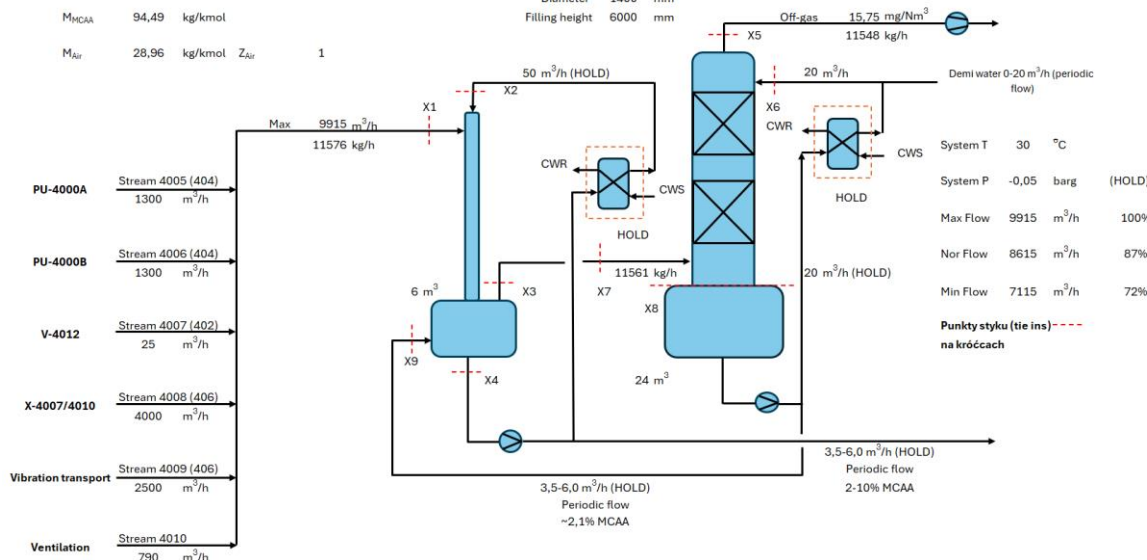 Diameter 1400 mm
M_MCAA 94,49 kg/kmol
Filling height 6000 mm
Off-gas 15,75 mg/Nm³
11548 kg/h
M_Air 28,96 kg/kmol Z_Air 1
X5
50 m³/h (HOLD)
X2
20 m³/h
X6
Demi water 0-20 m³/h (periodic
flow)
X1
Max 9915 m³/h
11576 kg/h
CWR
CWS
HOLD
CWR
CWS
HOLD
System T 30 °C
System P -0,05 barg (HOLD)
Max Flow 9915 m³/h 100%
Nor Flow 8615 m³/h 87%
Min Flow 7115 m³/h 72%
Punkty styku (tie ins)
na króćcach
PU-4000A
Stream 4005 (404)
1300 m³/h
PU-4000B
Stream 4006 (404)
1300 m³/h
V-4012
Stream 4007 (402)
25 m³/h
X-4007/4010
Stream 4008 (406)
4000 m³/h
Vibration transport
Stream 4009 (406)
2500 m³/h
Ventilation
Stream 4010
790 m³/h
6 m³
X3
X7
11561 kg/h
20 m³/h (HOLD)
X8
X9
X4
24 m³
3,5-6,0 m³/h (HOLD)
Periodic flow
2-10% MCAA
3,5-6,0 m³/h (HOLD)
Periodic flow
~2,1% MCAA